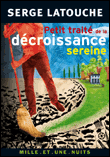 SERGE LATOUCHE
Petit traité de la
décroissance
sereine
MILLE.ET.UNE.NUITS